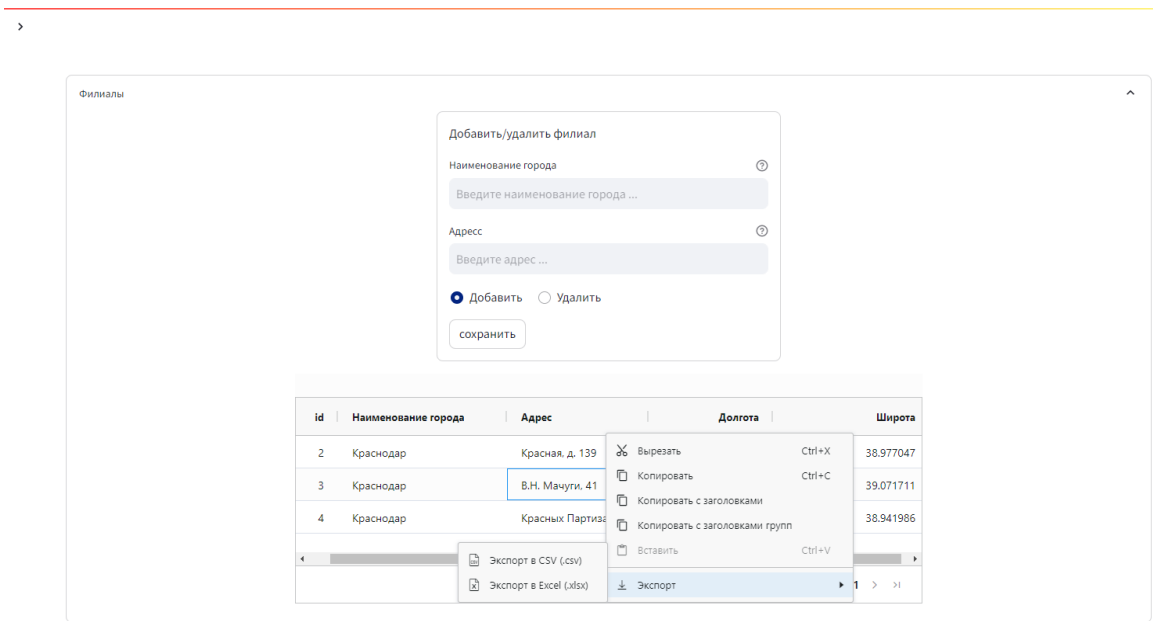 Филиалы
Добавить/удалить филиал
Наименование города
Введите наименование города ...
Адресс
Введите адрес ...
Добавить Удалить
сохранить
id Наименование города Адрес Долгота Широта
2 Краснодар Красная, д, 139 38.977047
3 Краснодар В.Н. Мачуги, 41 39.071711
4 Краснодар Красных Партиза 38.941986
Вырезать Ctrl+X
Копировать Ctrl+C
Копировать с заголовками
Копировать с заголовками групп
Вставить Ctrl+V
Экспорт
Экспорт в CSV (.csv)
Экспорт в Excel (.xlsx)
1